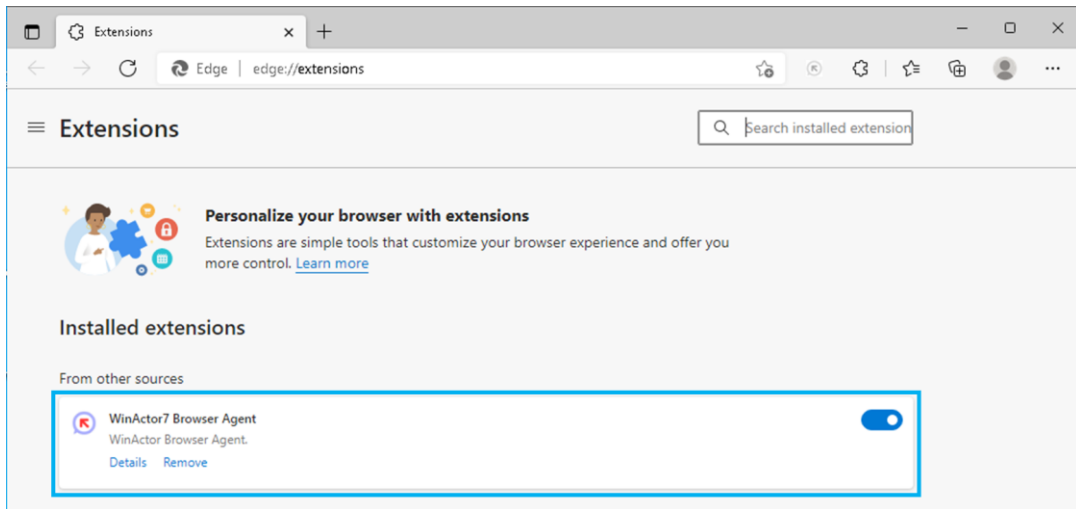 Extensions
Edge | edge://extensions
Extensions
Search installed extension
Personalize your browser with extensions
Extensions are simple tools that customize your browser experience and offer you
more control. Learn more
Installed extensions
From other sources
WinActor7 Browser Agent
WinActor Browser Agent.
Details Remove